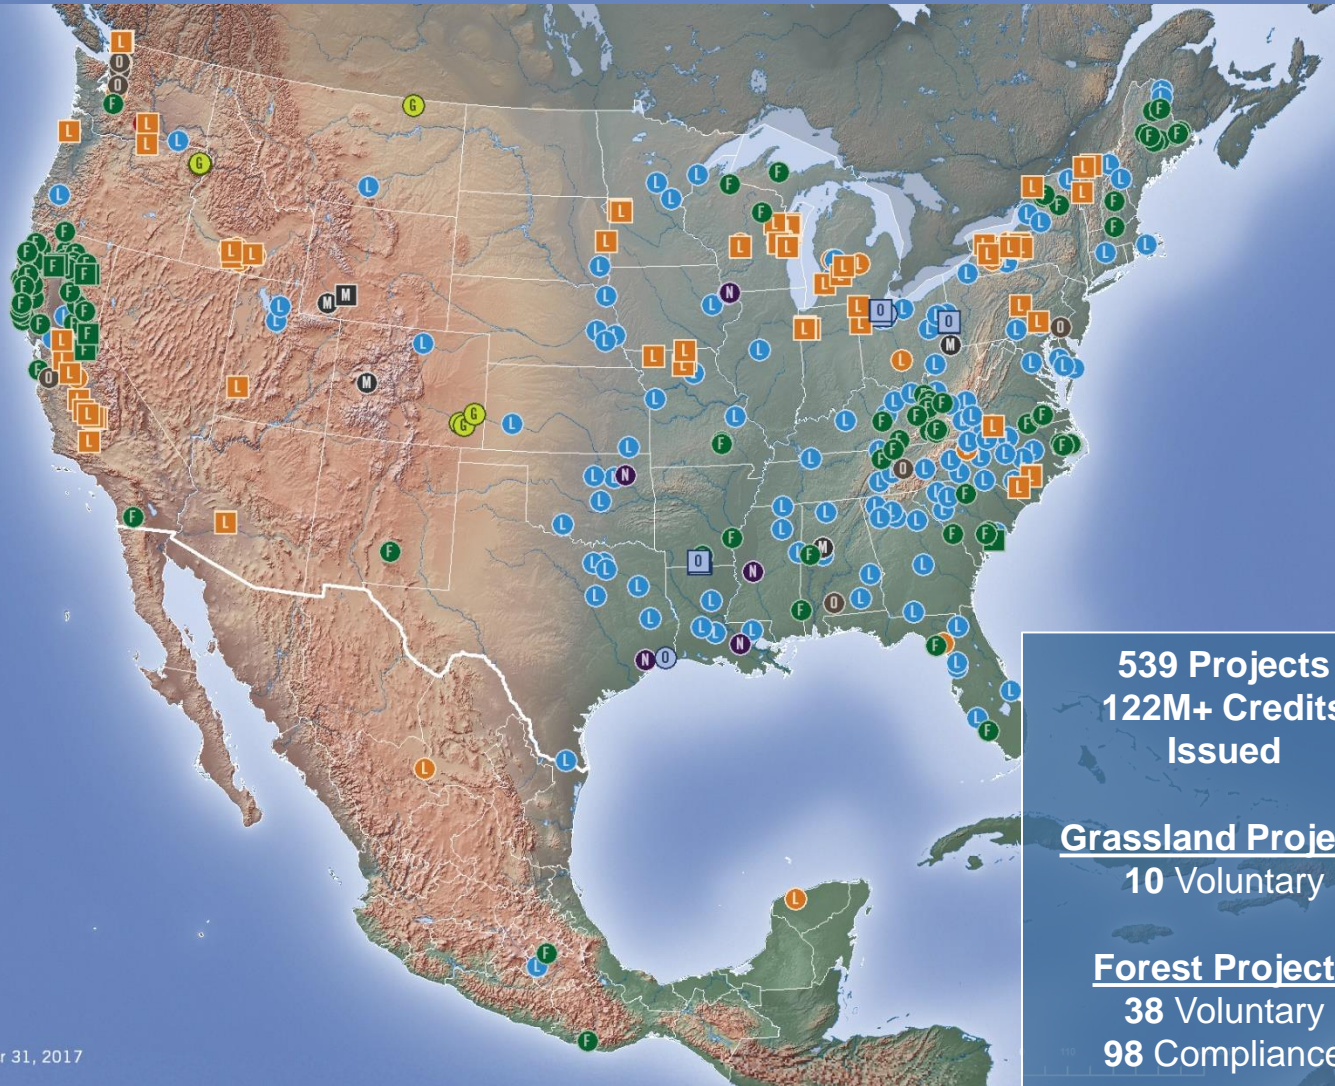 539 Projects
122M+ Credits
Issued
Grassland Proje
10 Voluntary
Forest Project
38 Voluntary
98 Compliance
r 31, 2017